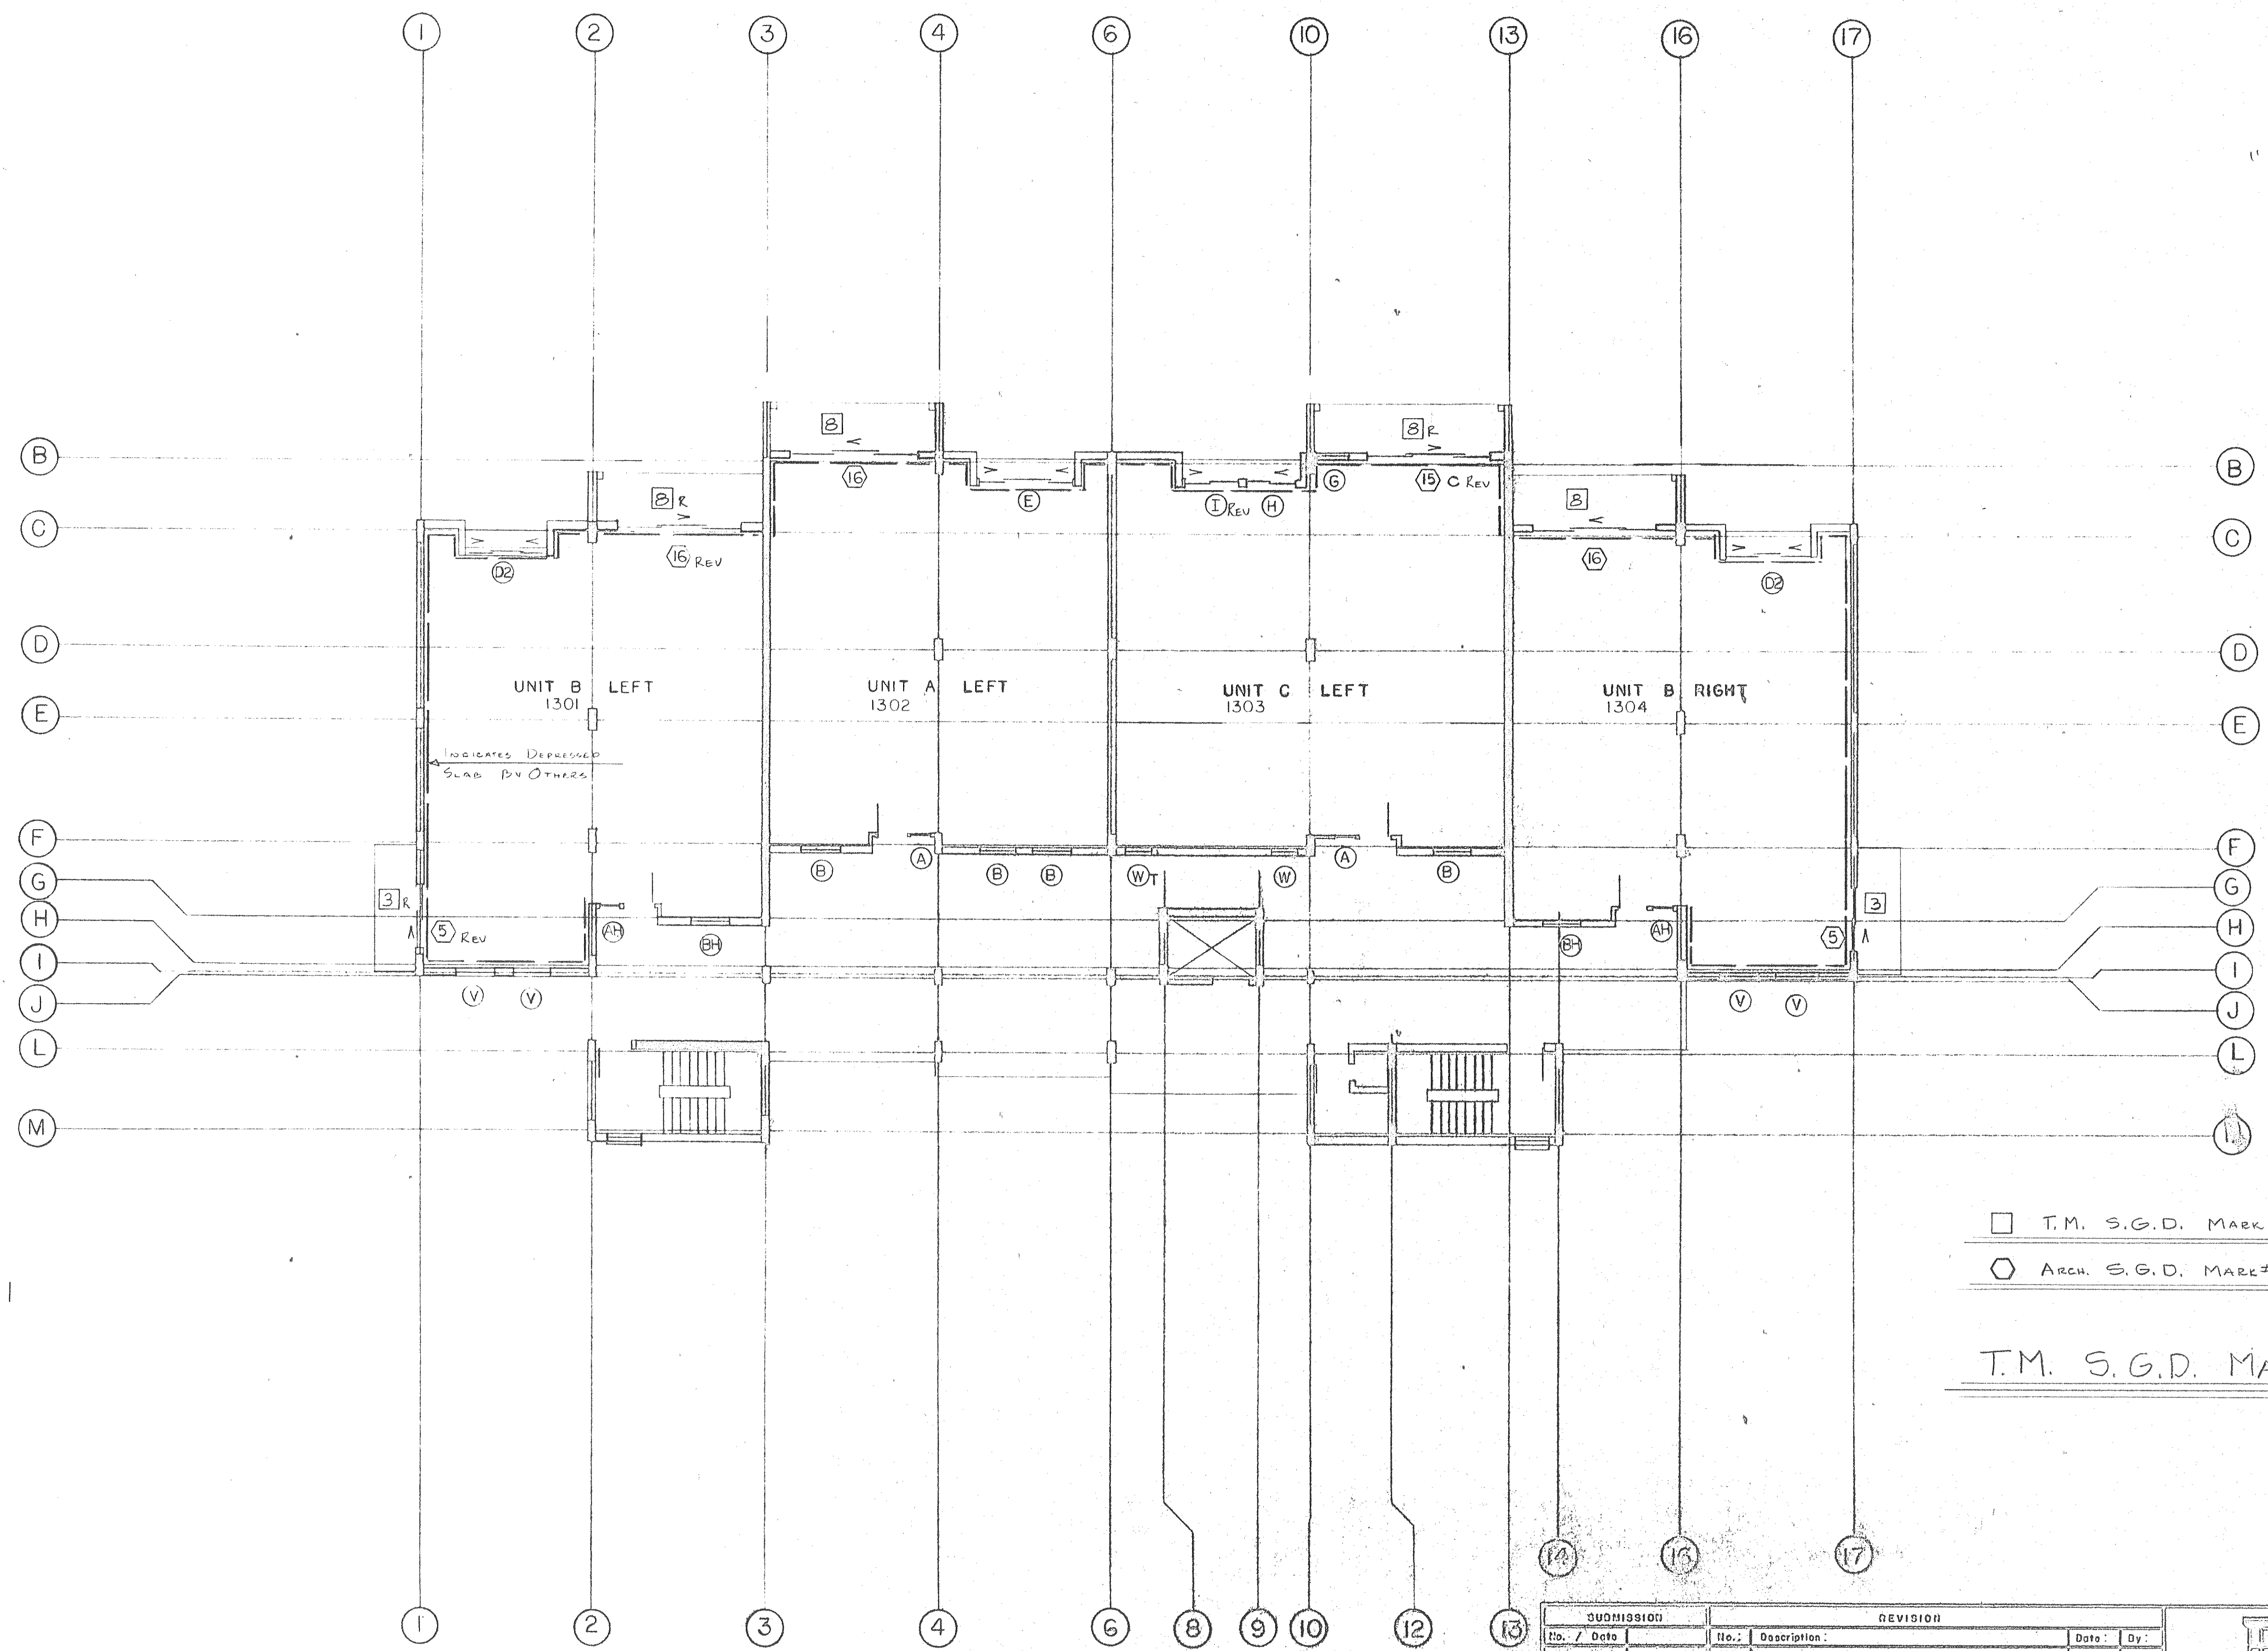 1 2 3 4 6 10 13 16 17
8 8 R
B B
16 G 15 C REV
8 R E I REV H 8
C C
16 REV 16
D2 D2
D D
UNIT B LEFT UNIT A LEFT UNIT C LEFT UNIT B RIGHT
1301 1302 1303 1304
E E
INDICATES DEPRESSED
SLAB BY OTHERS
F F
B A B B W T W A B
G G
3 R 3
H H
5 REV AH BH BH AH 5
I I
V V V V
J J
L L
M
T.M. S.G.D. MARK
ARCH. S.G.D. MARK#
T.M. S.G.D.
14 16 17
1 2 3 4 6 8 9 10 12 13
SUBMISSION REVISION
No. / Date No.: Description: Date: By: